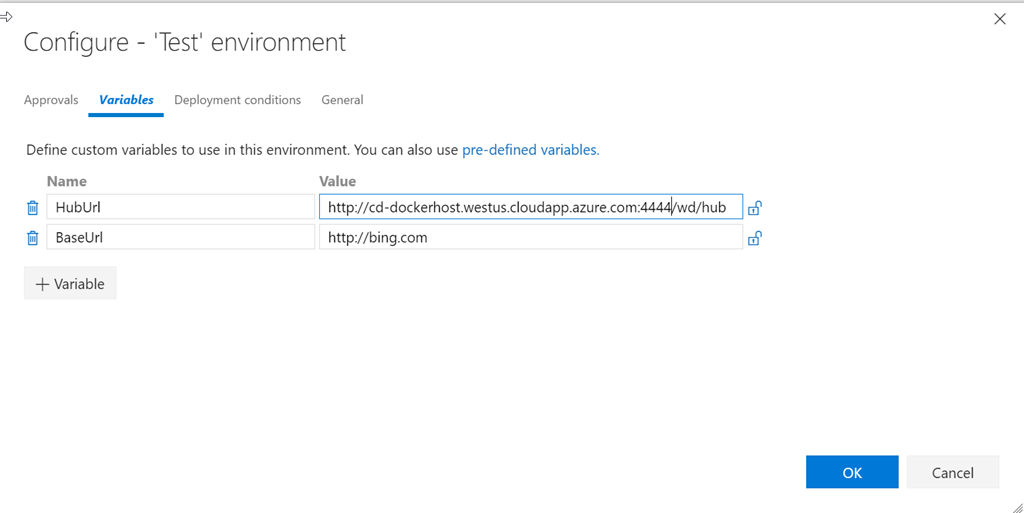 Configure - 'Test' environment
Approvals Variables Deployment conditions General
Define custom variables to use in this environment. You can also use pre-defined variables.
Name Value
HubUrl http://cd-dockerhost.westus.cloudapp.azure.com:4444/wd/hub
BaseUrl http://bing.com
+ Variable
OK Cancel